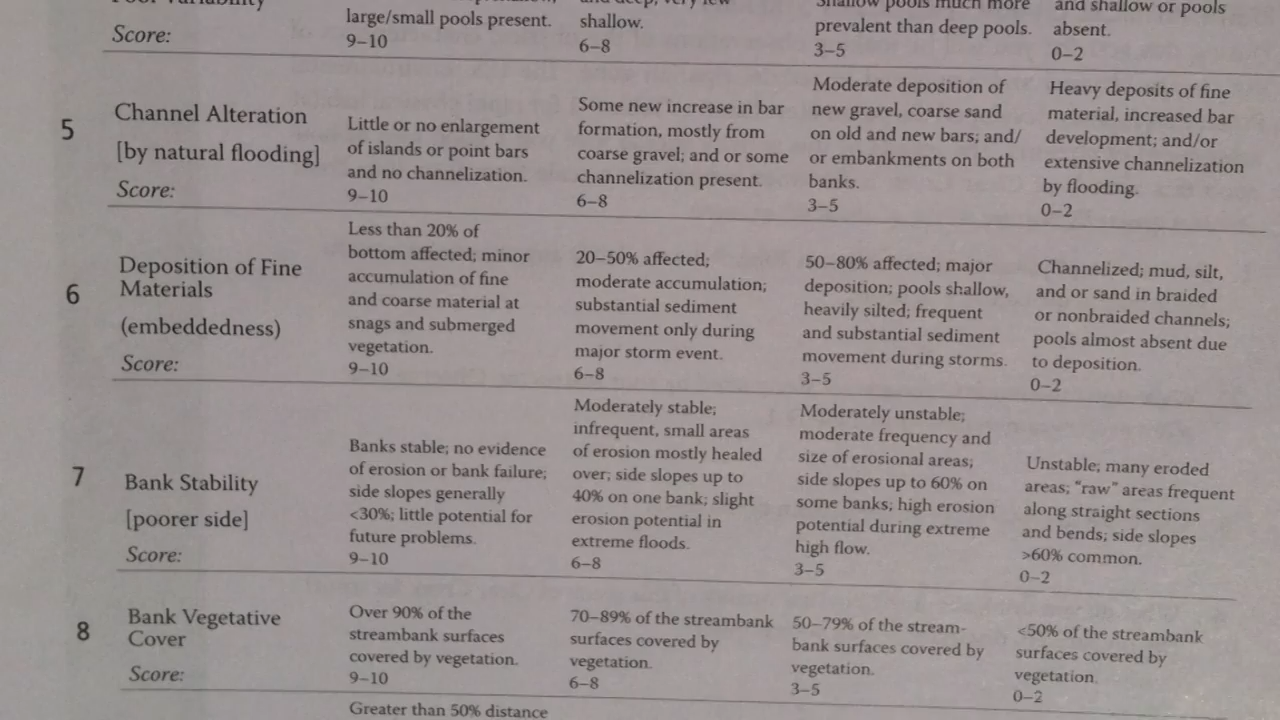 Pool Variability
Score:
large/small pools present.
9–10
and deep; very few
shallow.
6–8
Shallow pools much more
prevalent than deep pools.
3–5
and shallow or pools
absent.
0–2
5
Channel Alteration
[by natural flooding]
Score:
Little or no enlargement
of islands or point bars
and no channelization.
9–10
Some new increase in bar
formation, mostly from
coarse gravel; and or some
channelization present.
6–8
Moderate deposition of
new gravel, coarse sand
on old and new bars; and/
or embankments on both
banks.
3–5
Heavy deposits of fine
material, increased bar
development; and/or
extensive channelization
by flooding.
0–2
6
Deposition of Fine
Materials
(embeddedness)
Score:
Less than 20% of
bottom affected; minor
accumulation of fine
and coarse material at
snags and submerged
vegetation.
9–10
20–50% affected;
moderate accumulation;
substantial sediment
movement only during
major storm event.
6–8
50–80% affected; major
deposition; pools shallow,
heavily silted; frequent
and substantial sediment
movement during storms.
3–5
Channelized; mud, silt,
and or sand in braided
or nonbraided channels;
pools almost absent due
to deposition.
0–2
7
Bank Stability
[poorer side]
Score:
Banks stable; no evidence
of erosion or bank failure;
side slopes generally
<30%; little potential for
future problems.
9–10
Moderately stable;
infrequent, small areas
of erosion mostly healed
over; side slopes up to
40% on one bank; slight
erosion potential in
extreme floods.
6–8
Moderately unstable;
moderate frequency and
size of erosional areas;
side slopes up to 60% on
some banks; high erosion
potential during extreme
high flow.
3–5
Unstable; many eroded
areas; “raw” areas frequent
along straight sections
and bends; side slopes
>60% common.
0–2
8
Bank Vegetative
Cover
Score:
Over 90% of the
streambank surfaces
covered by vegetation.
9–10
70–89% of the streambank
surfaces covered by
vegetation.
6–8
50–79% of the stream-
bank surfaces covered by
vegetation.
3–5
<50% of the streambank
surfaces covered by
vegetation.
0–2
Greater than 50% distance